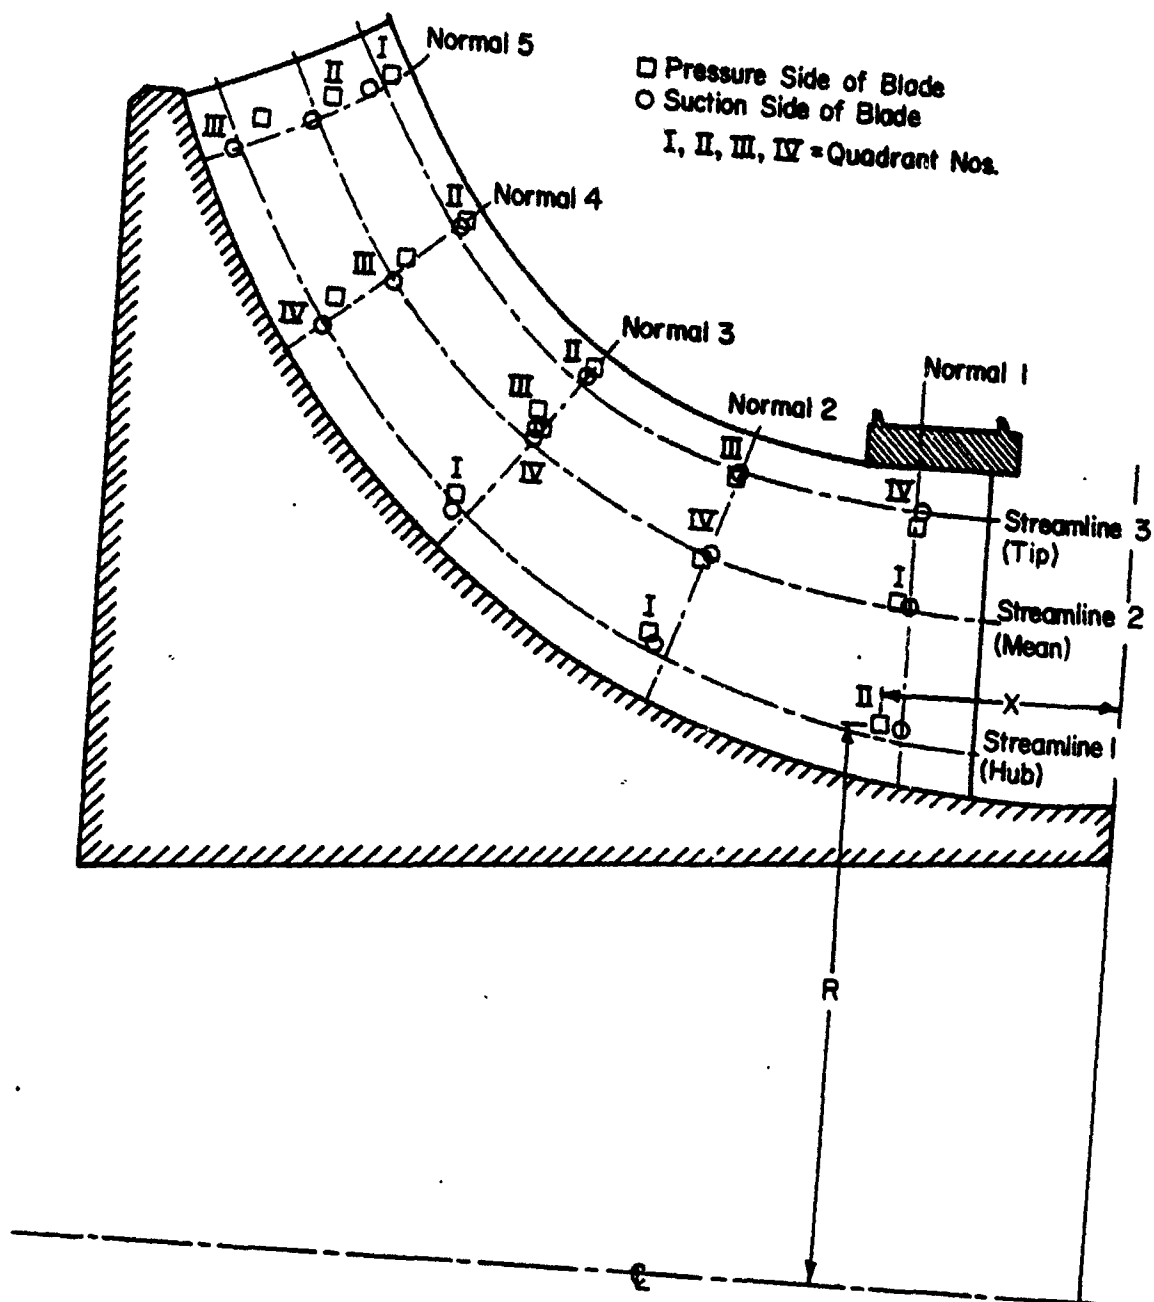 I
Normal 5
II
□ Pressure Side of Blade
○ Suction Side of Blade
I, II, III, IV = Quadrant Nos.
III
II
Normal 4
III
IV
Normal 3
II
Normal 1
III
Normal 2
III
I
IV
IV
IV
Streamline 3
(Tip)
I
I
Streamline 2
(Mean)
II
X
Streamline 1
(Hub)
R
℄